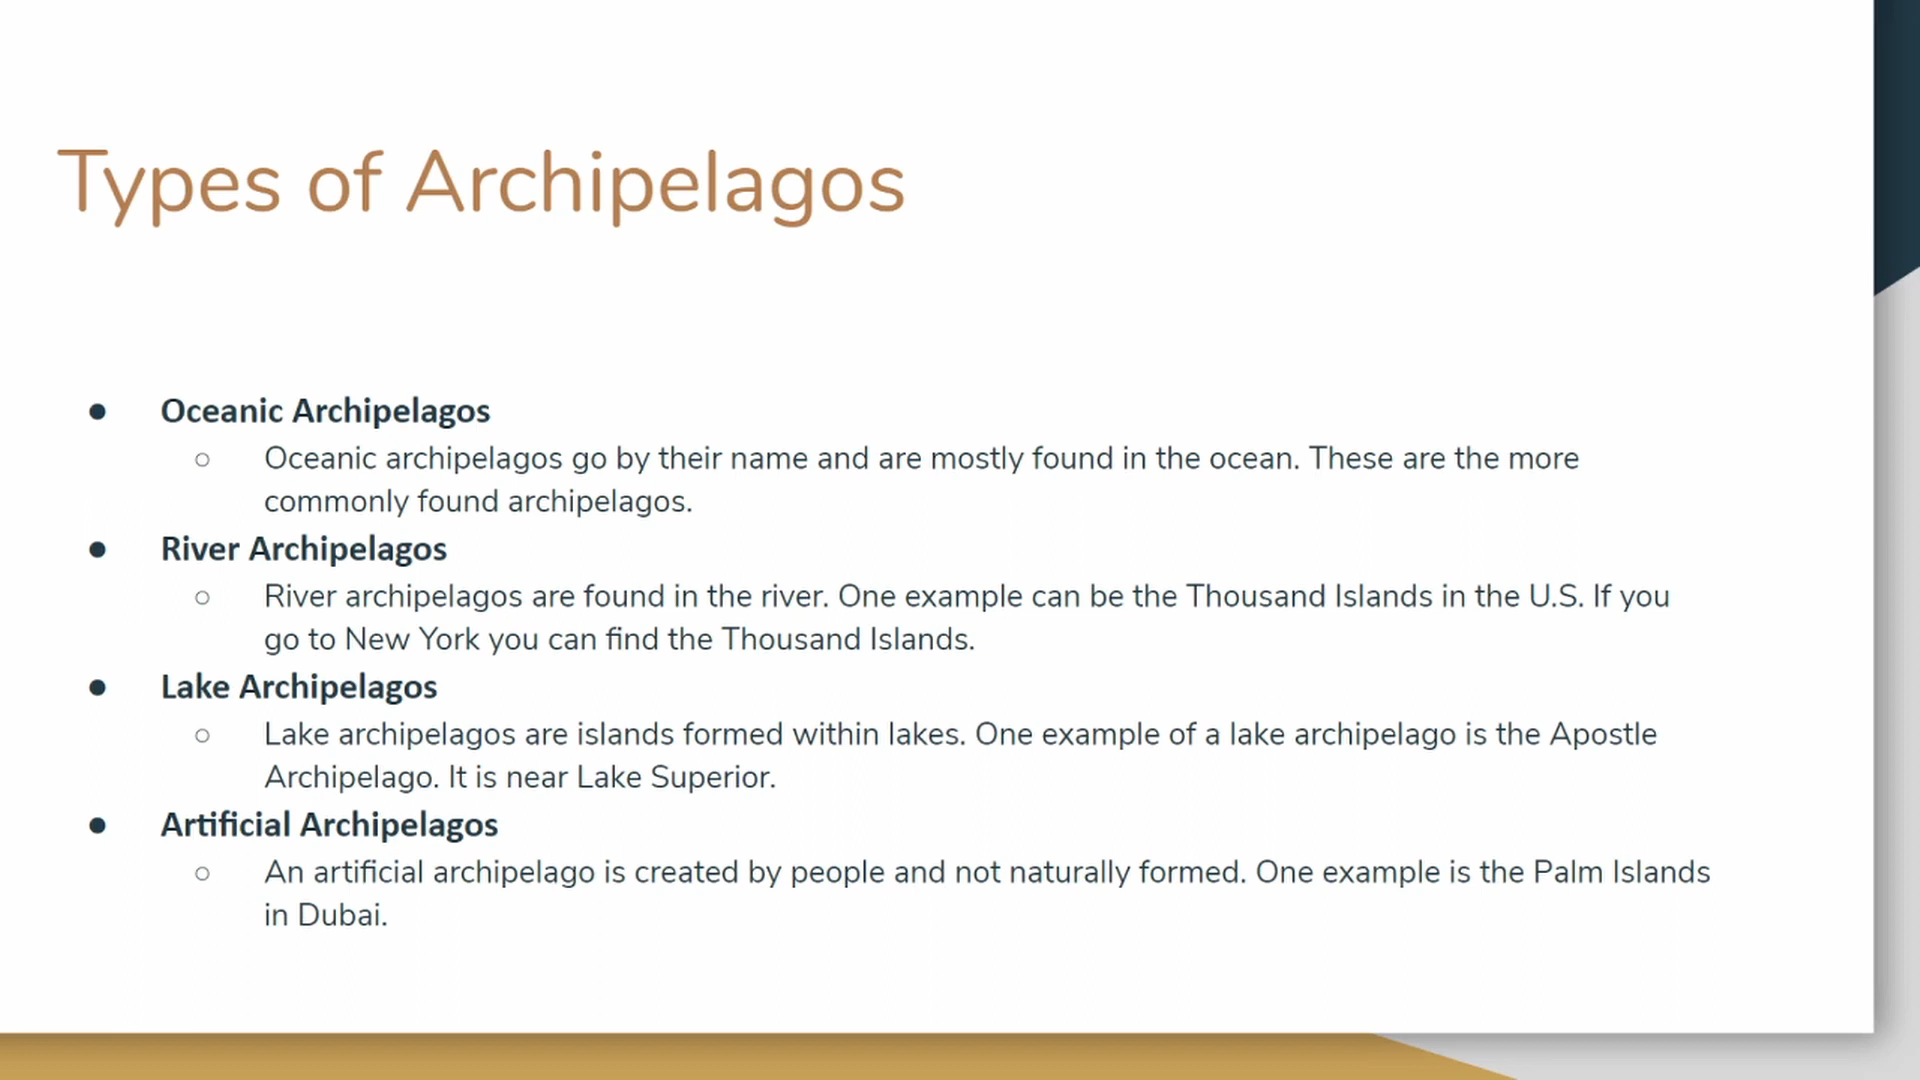 Types of Archipelagos
● Oceanic Archipelagos
○ Oceanic archipelagos go by their name and are mostly found in the ocean. These are the more
commonly found archipelagos.
● River Archipelagos
○ River archipelagos are found in the river. One example can be the Thousand Islands in the U.S. If you
go to New York you can find the Thousand Islands.
● Lake Archipelagos
○ Lake archipelagos are islands formed within lakes. One example of a lake archipelago is the Apostle
Archipelago. It is near Lake Superior.
● Artificial Archipelagos
○ An artificial archipelago is created by people and not naturally formed. One example is the Palm Islands
in Dubai.